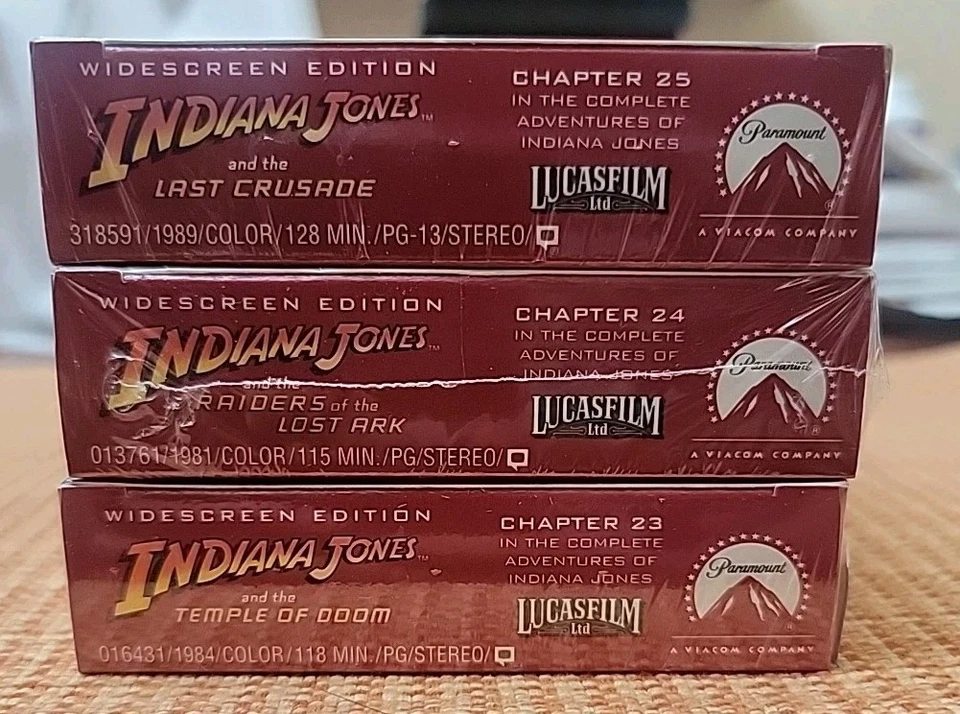 WIDESCREEN EDITION
INDIANA JONES™
and the
LAST CRUSADE
318591/1989/COLOR/128 MIN./PG-13/STEREO/
CHAPTER 25
IN THE COMPLETE
ADVENTURES OF
INDIANA JONES
LUCASFILM
Ltd
Paramount
®
A VIACOM COMPANY
WIDESCREEN EDITION
INDIANA JONES™
and the
RAIDERS of the
LOST ARK
013761/1981/COLOR/115 MIN./PG/STEREO/
CHAPTER 24
IN THE COMPLETE
ADVENTURES OF
INDIANA JONES
LUCASFILM
Ltd
Paramount
®
A VIACOM COMPANY
WIDESCREEN EDITION
INDIANA JONES™
and the
TEMPLE OF DOOM
016431/1984/COLOR/118 MIN./PG/STEREO/
CHAPTER 23
IN THE COMPLETE
ADVENTURES OF
INDIANA JONES
LUCASFILM
Ltd
Paramount
®
A VIACOM COMPANY